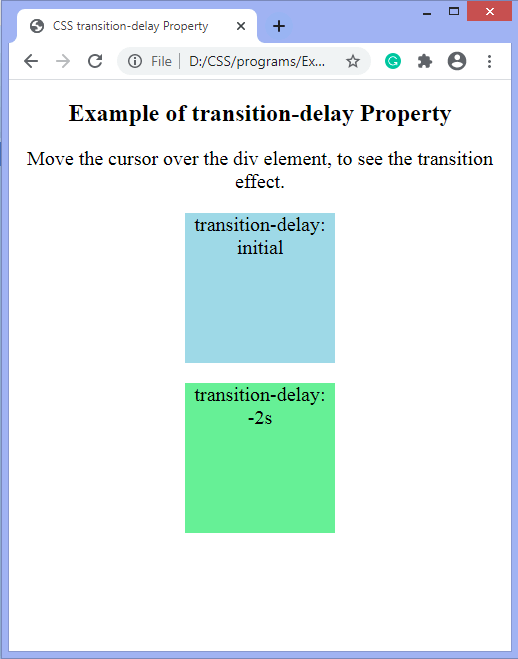 CSS transition-delay Property
File
D:/CSS/programs/Ex...
Example of transition-delay Property
Move the cursor over the div element, to see the transition
effect.
transition-delay:
initial
transition-delay:
-2s